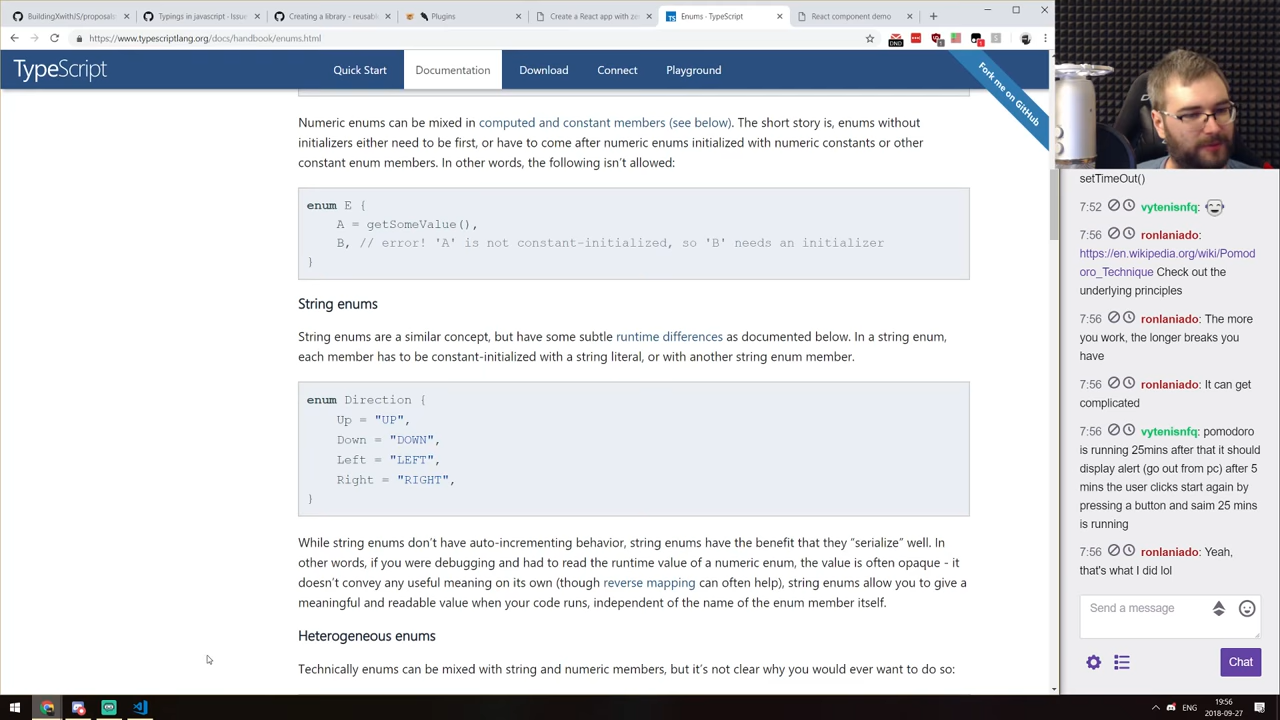 BuildingXwithJS/proposal
Typings in javascript · Issue
Creating a library - reusabl
Plugins
Create a React app with zer
Enums · TypeScript
React component demo
https://www.typescriptlang.org/docs/handbook/enums.html
DND
1
1
TypeScript
Quick Start
Documentation
Download
Connect
Playground
Fork me on GitHub
Numeric enums can be mixed in computed and constant members (see below). The short story is, enums without
initializers either need to be first, or have to come after numeric enums initialized with numeric constants or other
constant enum members. In other words, the following isn’t allowed:
enum E {
A = getSomeValue(),
B, // error! 'A' is not constant-initialized, so 'B' needs an initializer
}
String enums
String enums are a similar concept, but have some subtle runtime differences as documented below. In a string enum,
each member has to be constant-initialized with a string literal, or with another string enum member.
enum Direction {
Up = "UP",
Down = "DOWN",
Left = "LEFT",
Right = "RIGHT",
}
While string enums don’t have auto-incrementing behavior, string enums have the benefit that they “serialize” well. In
other words, if you were debugging and had to read the runtime value of a numeric enum, the value is often opaque - it
doesn’t convey any useful meaning on its own (though reverse mapping can often help), string enums allow you to give a
meaningful and readable value when your code runs, independent of the name of the enum member itself.
Heterogeneous enums
Technically enums can be mixed with string and numeric members, but it’s not clear why you would ever want to do so:
setTimeOut()
7:52 vytenisnfq:
7:56 ronlaniado:
https://en.wikipedia.org/wiki/Pomod
oro_Technique Check out the
underlying principles
7:56 ronlaniado: The more
you work, the longer breaks you
have
7:56 ronlaniado: It can get
complicated
7:56 vytenisnfq: pomodoro
is running 25mins after that it should
display alert (go out from pc) after 5
mins the user clicks start again by
pressing a button and saim 25 mins
is running
7:56 ronlaniado: Yeah,
that's what I did lol
Send a message
Chat
ENG
19:56
2018-09-27